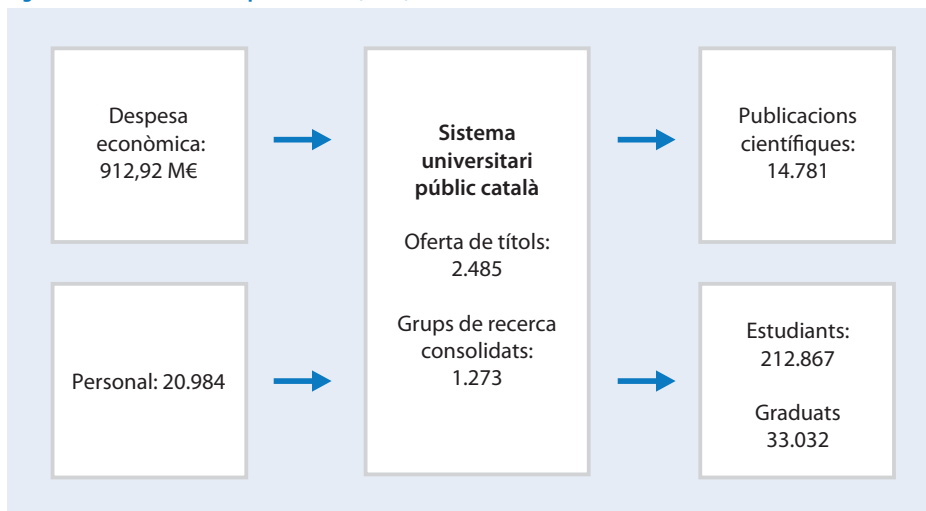 Despesa
econòmica:
912,92 M€
Personal: 20.984
Sistema
universitari
públic català
Oferta de títols:
2.485
Grups de recerca
consolidats:
1.273
Publicacions
científiques:
14.781
Estudiants:
212.867
Graduats
33.032